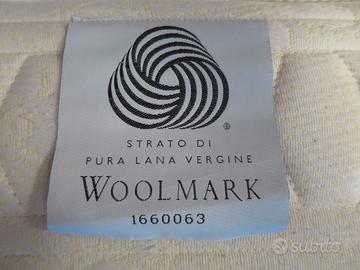 ®
STRATO DI
PURA LANA VERGINE
WOOLMARK
1660063
subito